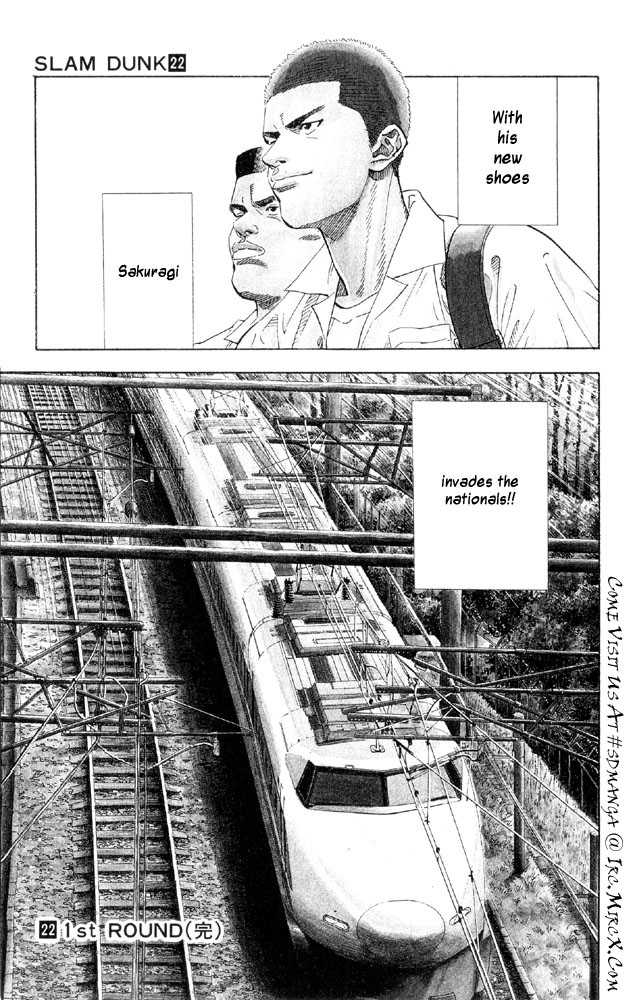 SLAM DUNK 22
With
his
new
shoes
Sakuragi
invades the
nationals!!
COME VISIT US AT #SDMANGA @ IRC.MIRCX.COM
22 1st ROUND(完)